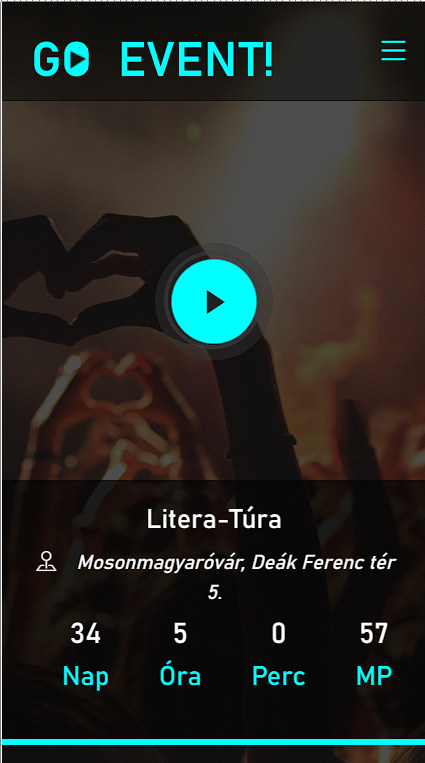 GO EVENT!
Litera-Túra
Mosonmagyaróvár, Deák Ferenc tér
5.
34 5 0 57
Nap Óra Perc MP